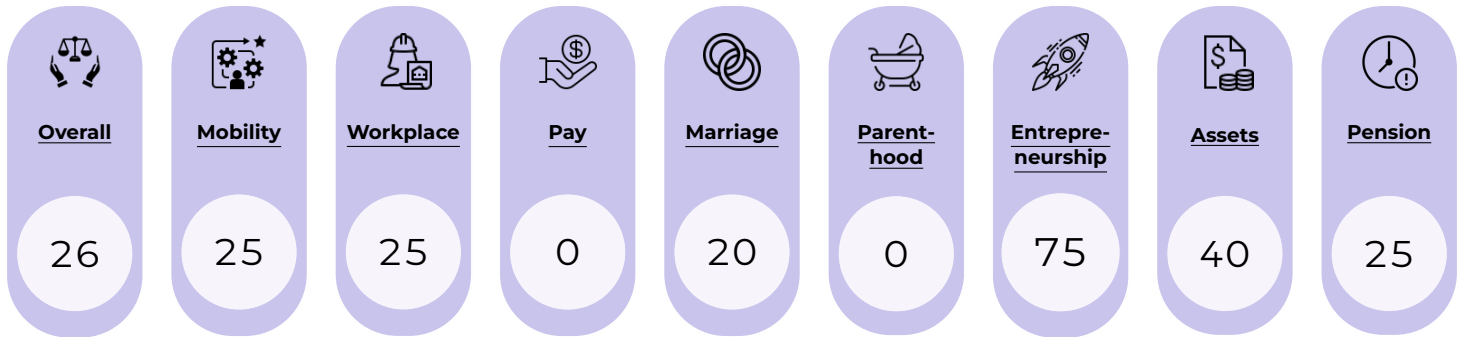 Overall
26
Mobility
25
Workplace
25
Pay
0
Marriage
20
Parent-
hood
0
Entrepre-
neurship
75
Assets
40
Pension
25